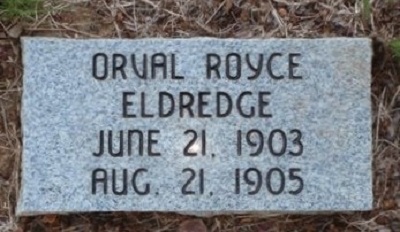 ORVAL ROYCE
ELDREDGE
JUNE 21, 1903
AUG. 21, 1905